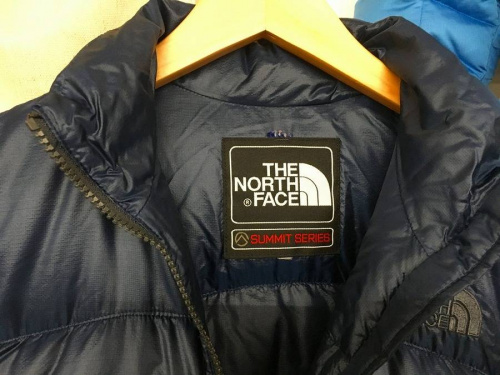 THE
NORTH
® FACE
SUMMIT SERIES